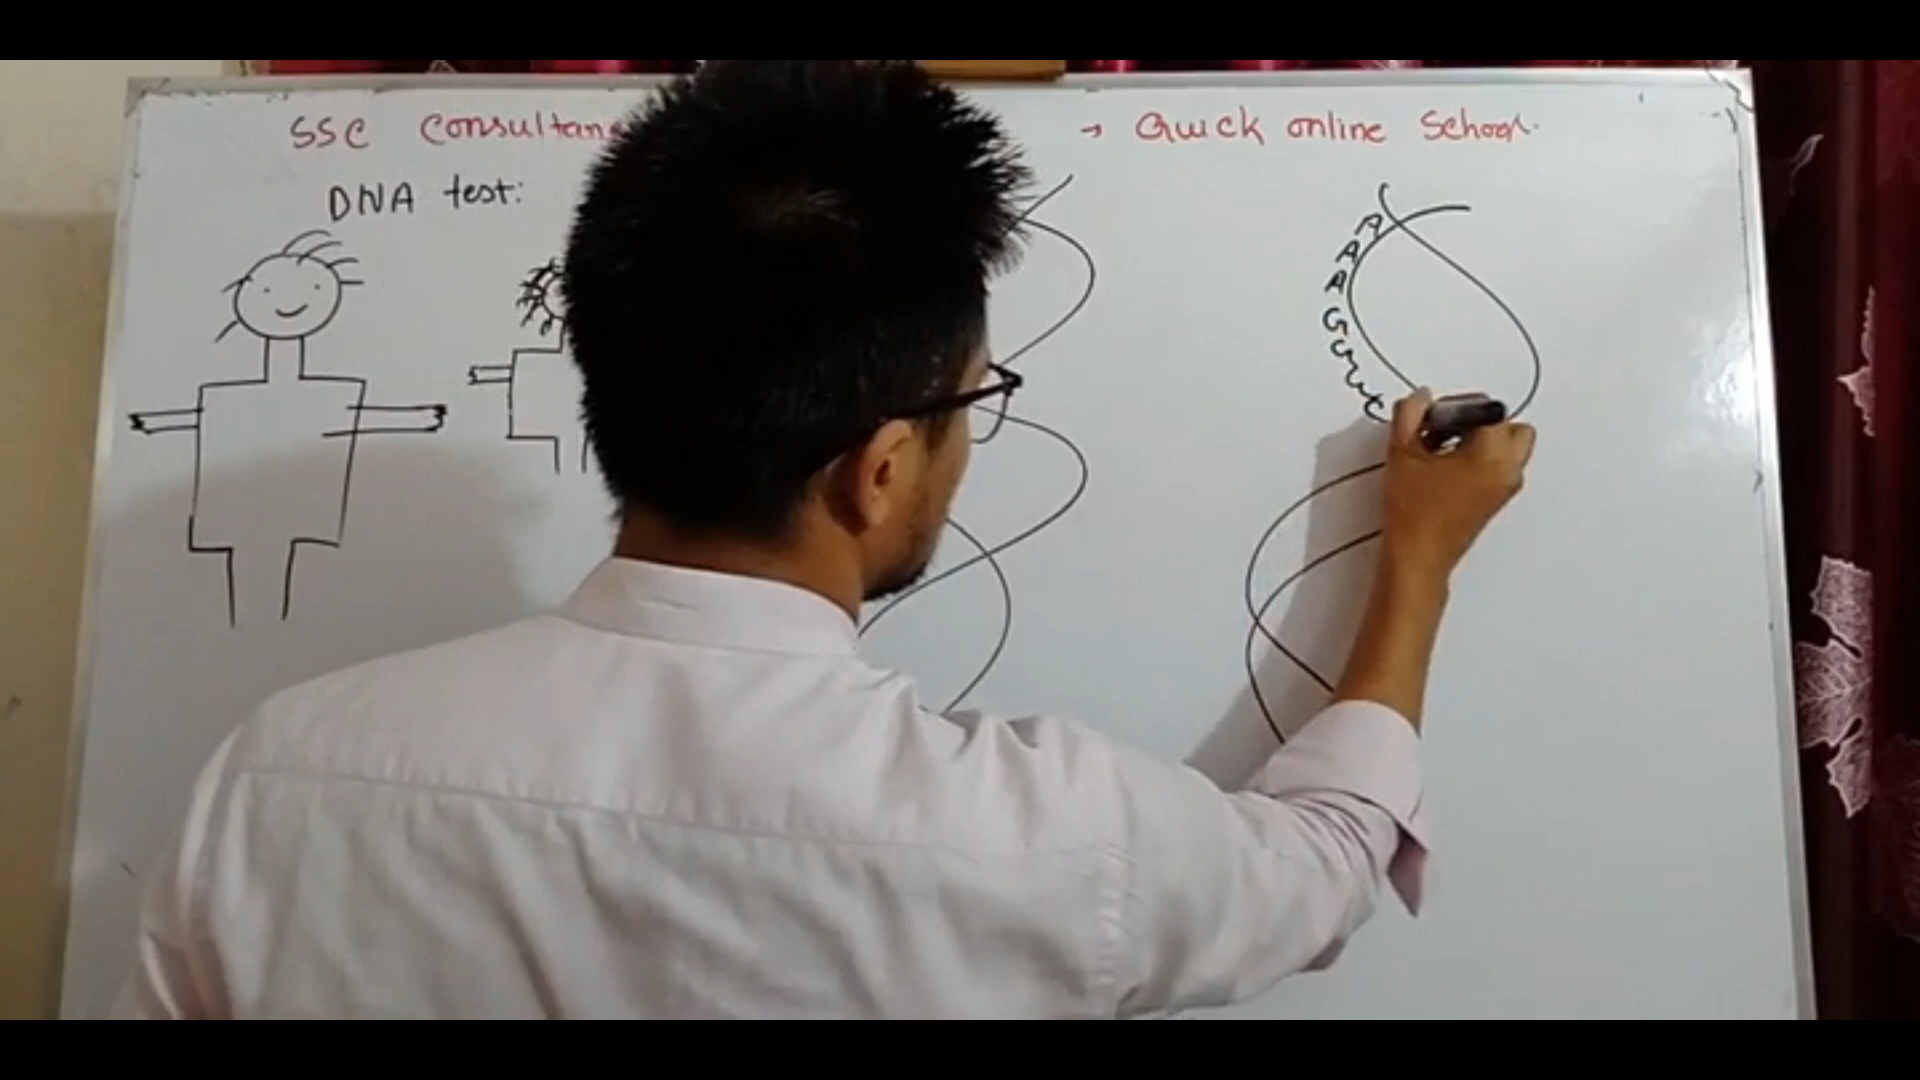 SSC Consultan
→ Quick online School.
DNA test:
A
A
A
G
C
C